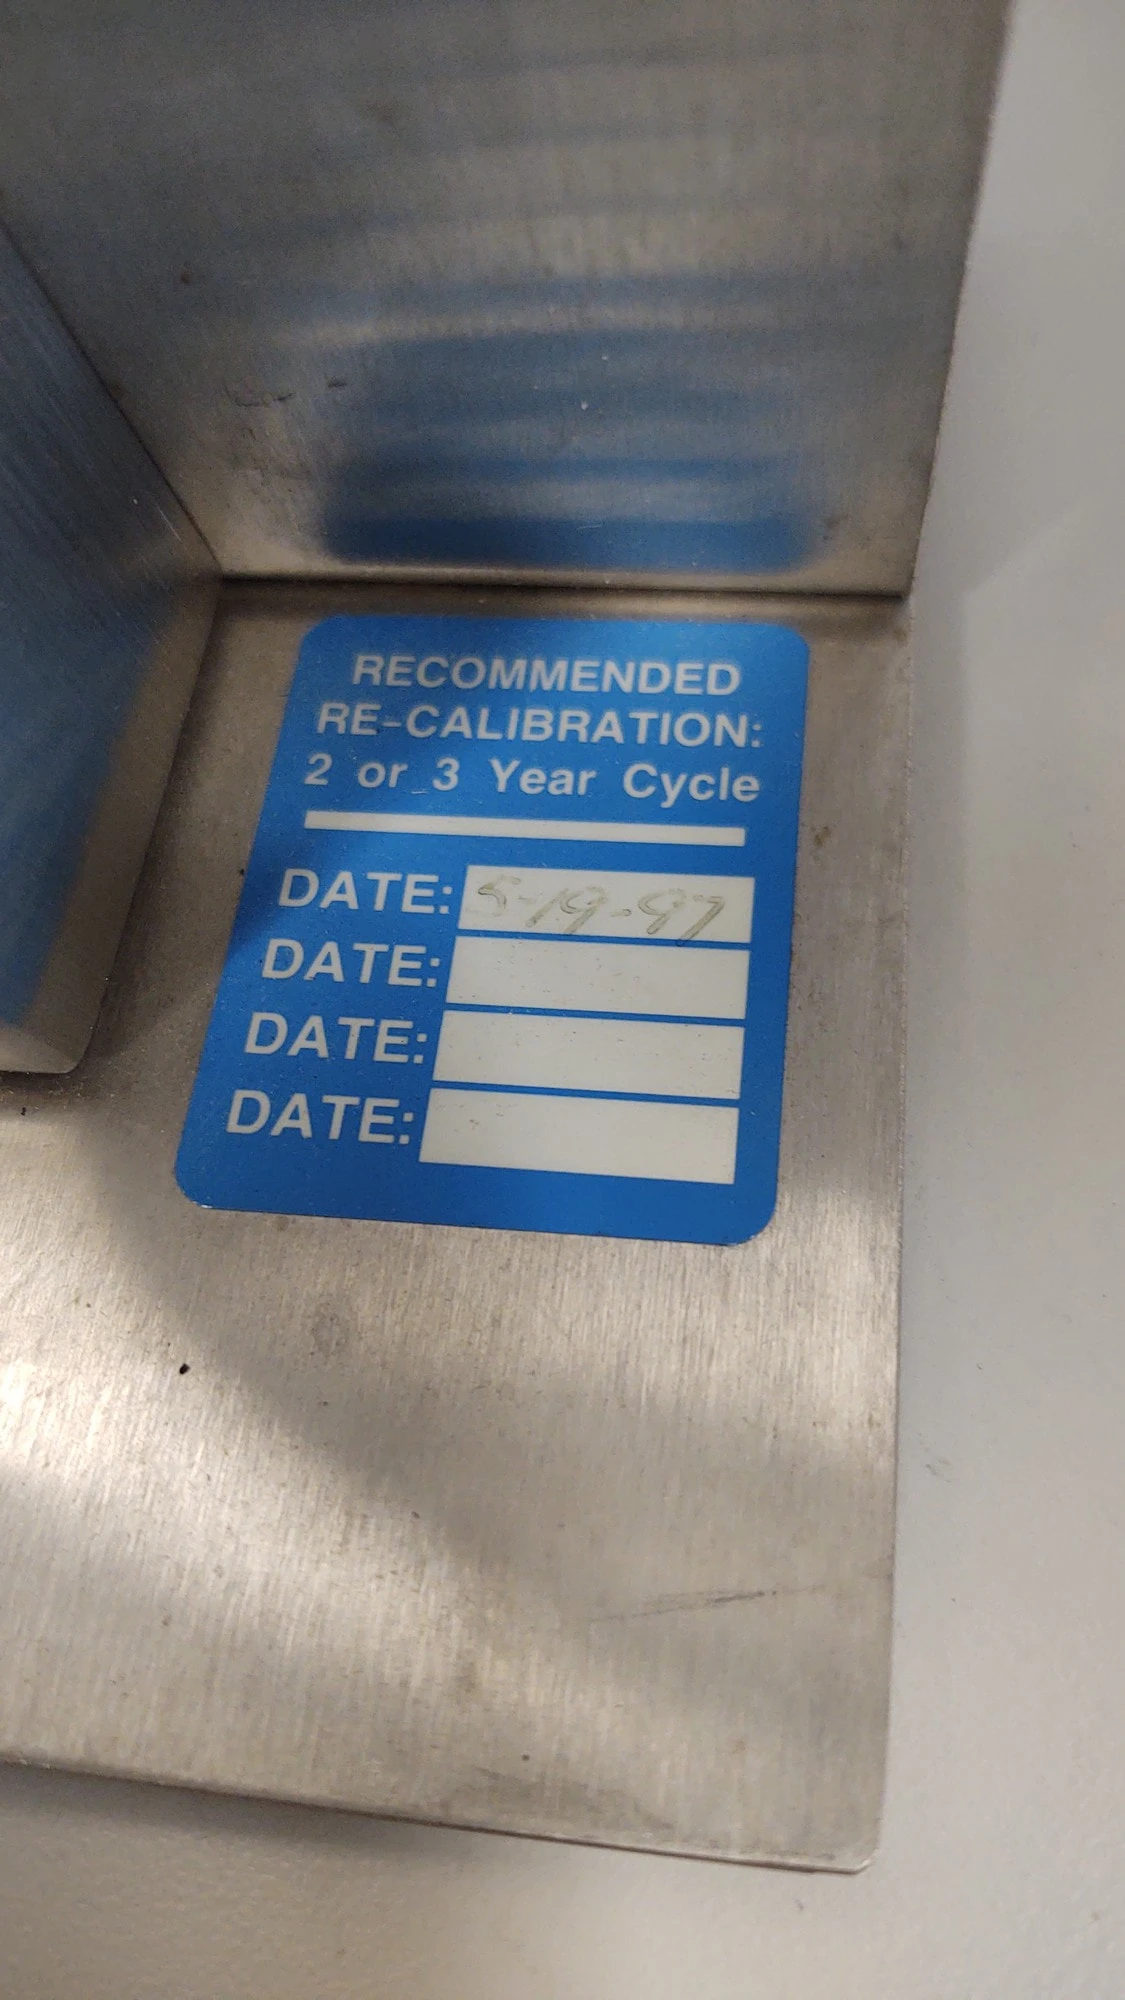 RECOMMENDED
RE-CALIBRATION:
2 or 3 Year Cycle
DATE: 5-19-97
DATE:
DATE:
DATE: